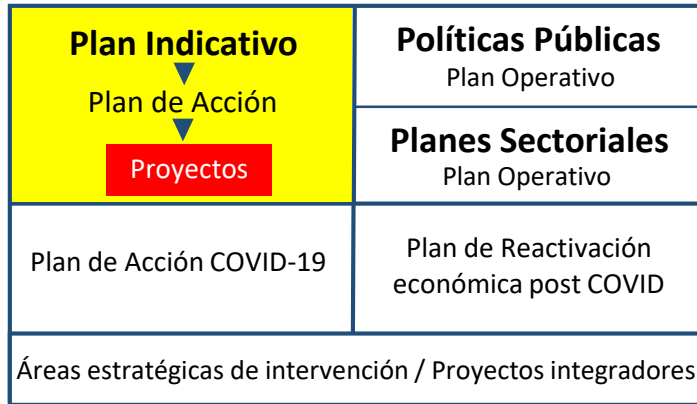 Plan Indicativo
Plan de Acción
Proyectos
Políticas Públicas
Plan Operativo
Planes Sectoriales
Plan Operativo
Plan de Acción COVID-19
Plan de Reactivación
económica post COVID
Áreas estratégicas de intervención / Proyectos integradores